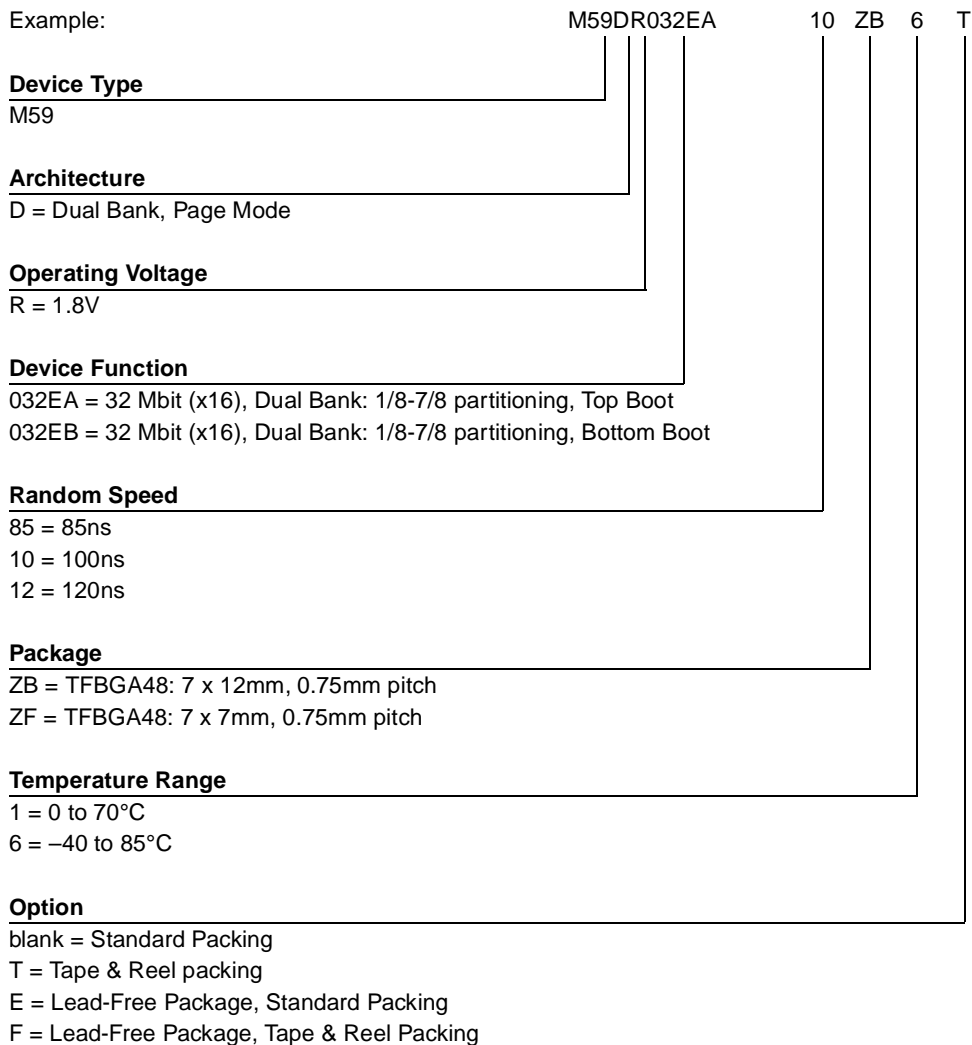 Example: M59DR032EA 10 ZB 6 T
Device Type
M59
Architecture
D = Dual Bank, Page Mode
Operating Voltage
R = 1.8V
Device Function
032EA = 32 Mbit (x16), Dual Bank: 1/8-7/8 partitioning, Top Boot
032EB = 32 Mbit (x16), Dual Bank: 1/8-7/8 partitioning, Bottom Boot
Random Speed
85 = 85ns
10 = 100ns
12 = 120ns
Package
ZB = TFBGA48: 7 x 12mm, 0.75mm pitch
ZF = TFBGA48: 7 x 7mm, 0.75mm pitch
Temperature Range
1 = 0 to 70°C
6 = –40 to 85°C
Option
blank = Standard Packing
T = Tape & Reel packing
E = Lead-Free Package, Standard Packing
F = Lead-Free Package, Tape & Reel Packing